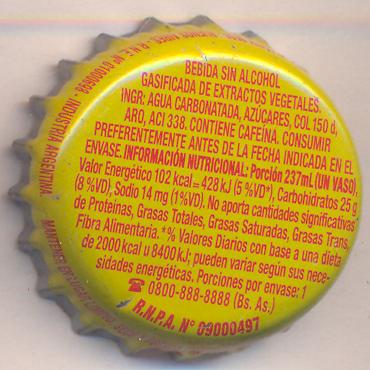 BEBIDA SIN ALCOHOL
GASIFICADA DE EXTRACTOS VEGETALES.
INGR: AGUA CARBONATADA, AZÚCARES, COL 150 d,
ARO, ACI 338. CONTIENE CAFEÍNA. CONSUMIR
PREFERENTEMENTE ANTES DE LA FECHA INDICADA EN EL
ENVASE. INFORMACIÓN NUTRICIONAL: Porción 237ml (UN VASO).
Valor Energético 102 kcal = 428 kJ (5 %VD*), Carbohidratos 25 g
(8 %VD), Sodio 14 mg (1%VD). No aporta cantidades significativas
de Proteínas, Grasas Totales, Grasas Saturadas, Grasas Trans,
Fibra Alimentaria. *% Valores Diarios con base a una dieta
de 2000 kcal u 8400 kJ; pueden variar según sus nece-
sidades energéticas. Porciones por envase: 1
☎ 0800-888-8888 (Bs. As.)
R.N.P.A. N° 09000497
AIRES - R.N.E. N° 01000698 - INDUSTRIA ARGENTINA